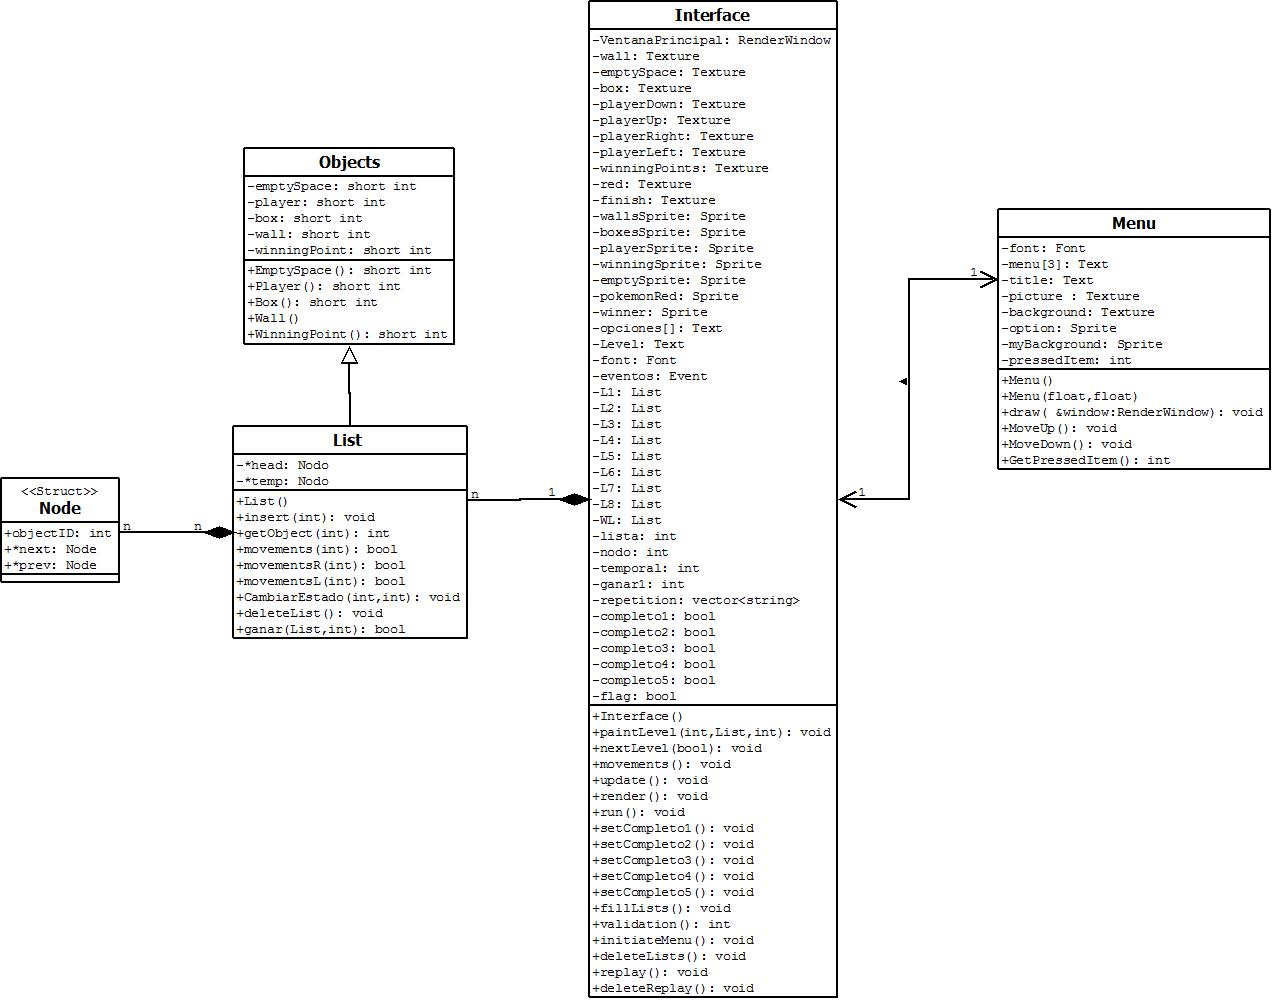 Interface
-VentanaPrincipal: RenderWindow
-wall: Texture
-emptySpace: Texture
-box: Texture
-playerDown: Texture
-playerUp: Texture
-playerRight: Texture
-playerLeft: Texture
-winningPoints: Texture
-red: Texture
-finish: Texture
-wallsSprite: Sprite
-boxesSprite: Sprite
-playerSprite: Sprite
-winningSprite: Sprite
-emptySprite: Sprite
-pokemonRed: Sprite
-winner: Sprite
-opciones[]: Text
-Level: Text
-font: Font
-eventos: Event
-L1: List
-L2: List
-L3: List
-L4: List
-L5: List
-L6: List
-L7: List
-L8: List
-WL: List
-lista: int
-nodo: int
-temporal: int
-ganar1: int
-repetition: vector<string>
-completo1: bool
-completo2: bool
-completo3: bool
-completo4: bool
-completo5: bool
-flag: bool
+Interface()
+paintLevel(int,List,int): void
+nextLevel(bool): void
+movements(): void
+update(): void
+render(): void
+run(): void
+setCompleto1(): void
+setCompleto2(): void
+setCompleto3(): void
+setCompleto4(): void
+setCompleto5(): void
+fillLists(): void
+validation(): int
+initiateMenu(): void
+deleteLists(): void
+replay(): void
+deleteReplay(): void
Objects
-emptySpace: short int
-player: short int
-box: short int
-wall: short int
-winningPoint: short int
+EmptySpace(): short int
+Player(): short int
+Box(): short int
+Wall()
+WinningPoint(): short int
List
-*head: Nodo
-*temp: Nodo
+List()
+insert(int): void
+getObject(int): int
+movements(int): bool
+movementsR(int): bool
+movementsL(int): bool
+CambiarEstado(int,int): void
+deleteList(): void
+ganar(List,int): bool
<<Struct>>
Node
+objectID: int
+*next: Node
+*prev: Node
n
n
n
1
1
1
Menu
-font: Font
-menu[3]: Text
-title: Text
-picture : Texture
-background: Texture
-option: Sprite
-myBackground: Sprite
-pressedItem: int
+Menu()
+Menu(float,float)
+draw( &window:RenderWindow): void
+MoveUp(): void
+MoveDown(): void
+GetPressedItem(): int